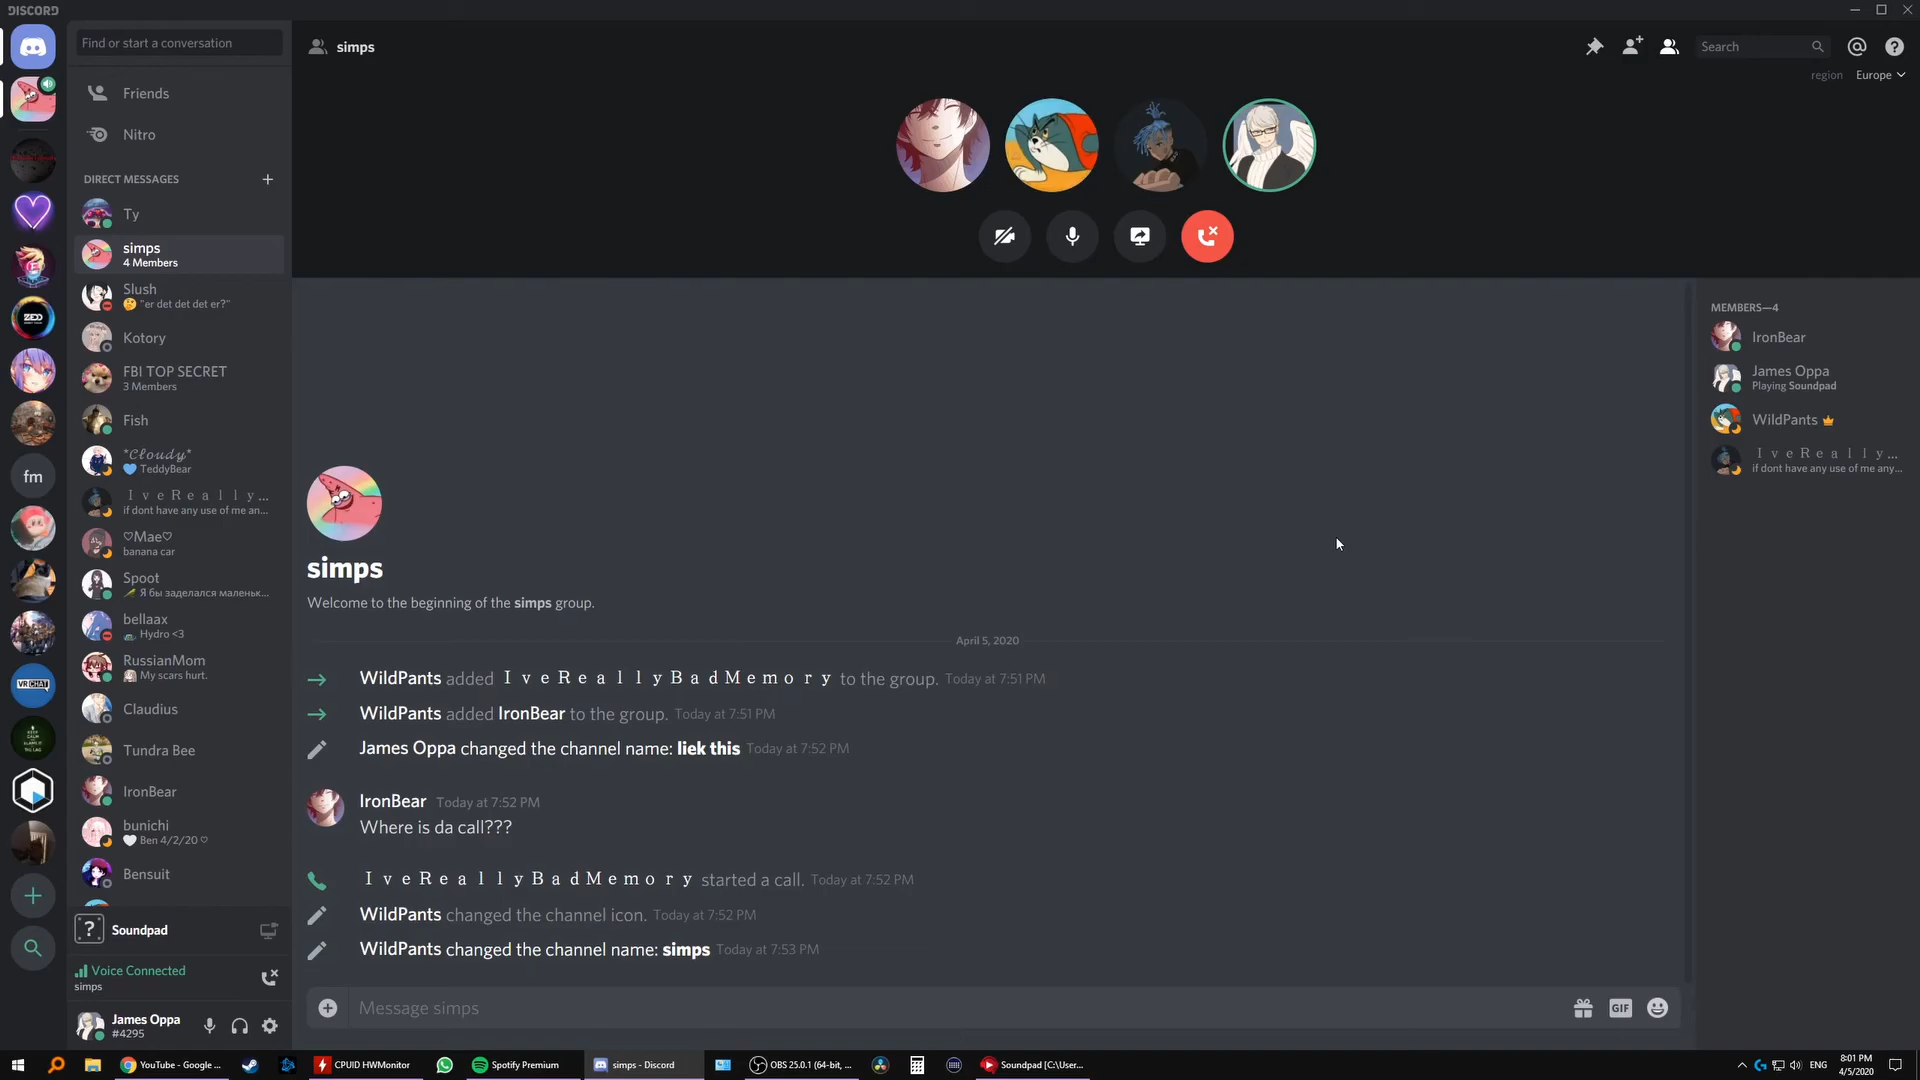 DISCORD
Find or start a conversation
simps
Search
region
Europe
Friends
Nitro
DIRECT MESSAGES
Ty
simps
4 Members
Slush
"er det det det er?"
Kotory
FBI TOP SECRET
3 Members
Fish
*𝓒𝓵𝓸𝓾𝓭𝔂*
TeddyBear
ＩｖｅＲｅａｌｌｙ...
if dont have any use of me an...
♡Mae♡
banana car
Spoot
Я бы заделался маленьк...
bellaax
Hydro <3
RussianMom
My scars hurt.
Claudius
Tundra Bee
IronBear
bunichi
Ben 4/2/20 ♡
Bensuit
ZEDD
fm
VRCHAT
Soundpad
Voice Connected
simps
James Oppa
#4295
simps
Welcome to the beginning of the simps group.
April 5, 2020
WildPants added ＩｖｅＲｅａｌｌｙＢａｄＭｅｍｏｒｙ to the group. Today at 7:51 PM
WildPants added IronBear to the group. Today at 7:51 PM
James Oppa changed the channel name: liek this Today at 7:52 PM
IronBear Today at 7:52 PM
Where is da call???
ＩｖｅＲｅａｌｌｙＢａｄＭｅｍｏｒｙ started a call. Today at 7:52 PM
WildPants changed the channel icon. Today at 7:52 PM
WildPants changed the channel name: simps Today at 7:53 PM
Message simps
GIF
MEMBERS—4
IronBear
James Oppa
Playing Soundpad
WildPants
ＩｖｅＲｅａｌｌｙ...
if dont have any use of me any...
YouTube - Google ...
CPUID HWMonitor
Spotify Premium
simps - Discord
OBS 25.0.1 (64-bit, ...
Soundpad [C:\User...
ENG
8:01 PM
4/5/2020